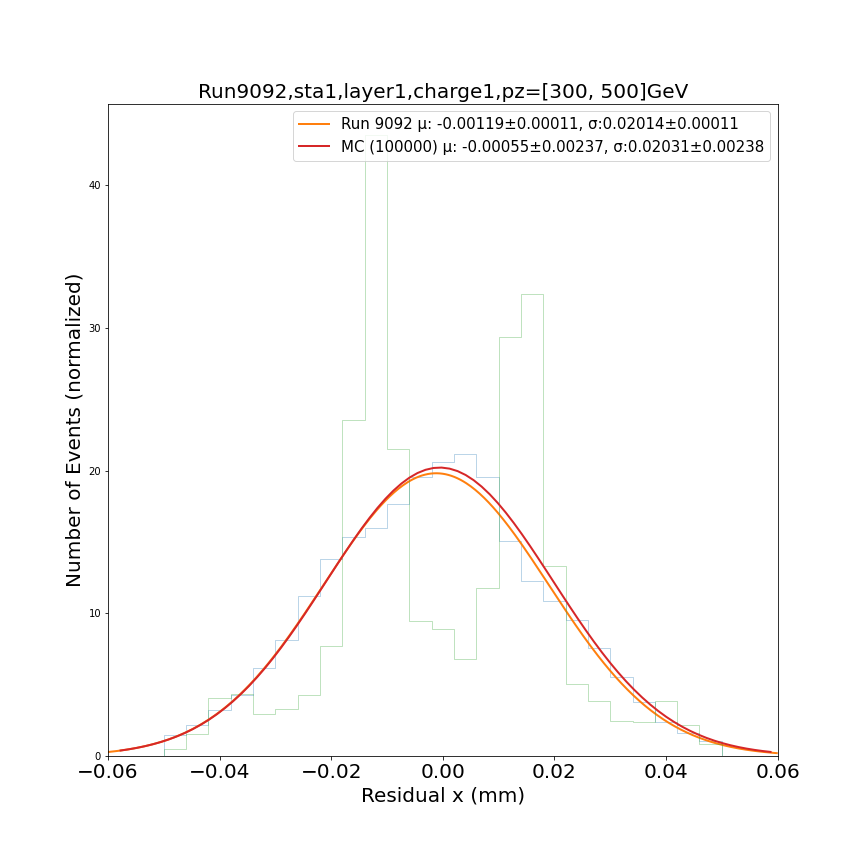 Run9092,sta1,layer1,charge1,pz=[300, 500]GeV
Run 9092 μ: -0.00119±0.00011, σ:0.02014±0.00011
MC (100000) μ: -0.00055±0.00237, σ:0.02031±0.00238
Number of Events (normalized)
40
30
20
10
0
−0.06 −0.04 −0.02 0.00 0.02 0.04 0.06
Residual x (mm)